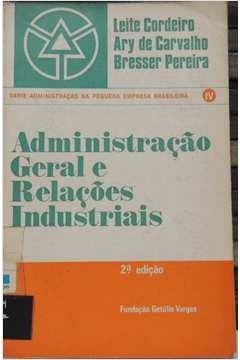 Leite Cordeiro
Ary de Carvalho
Bresser Pereira
SÉRIE ADMINISTRAÇÃO NA PEQUENA EMPRESA BRASILEIRA IV
Administração
Geral e
Relações
Industriais
2ª edição
Fundação Getúlio Vargas